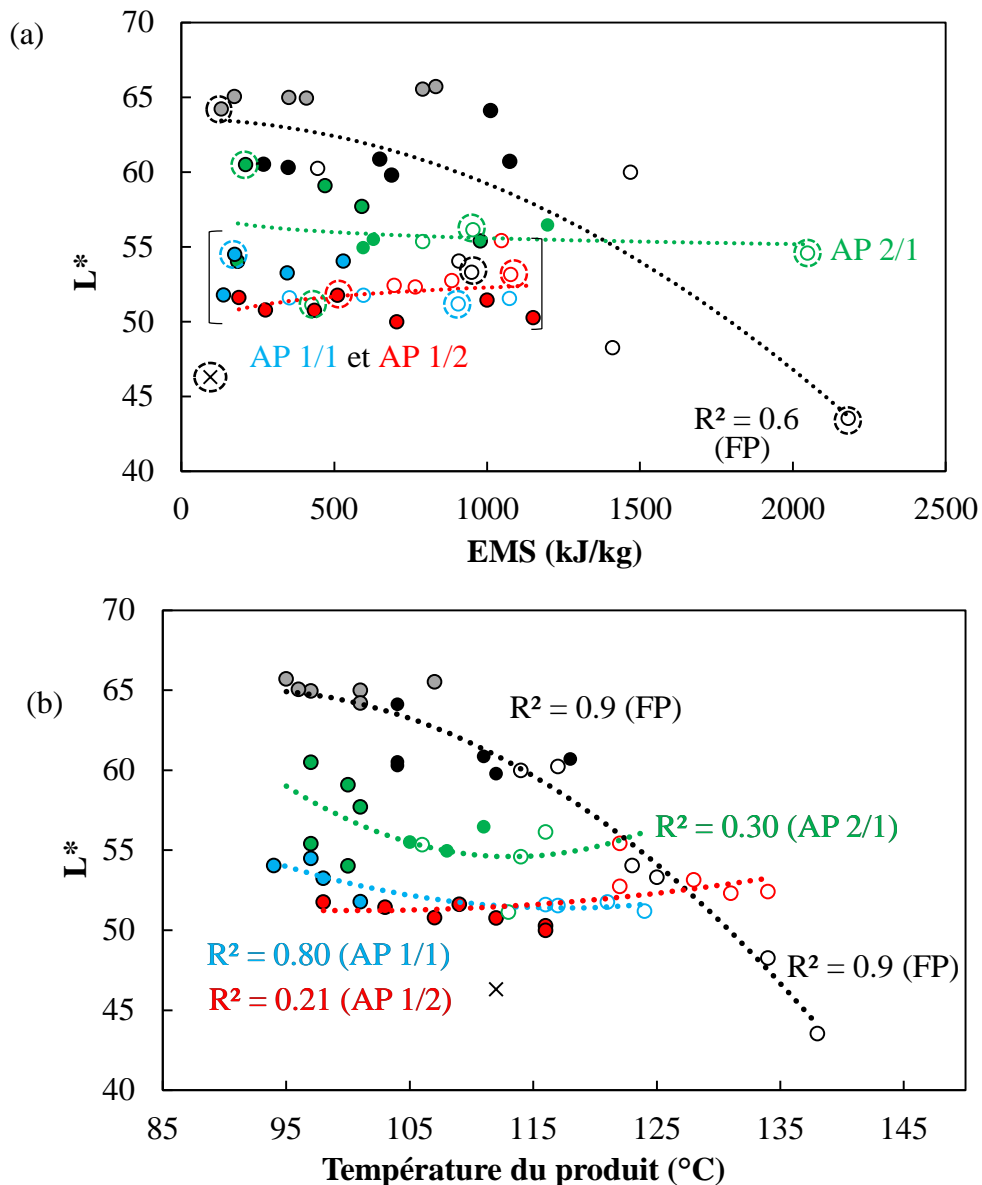 (a)
70
65
60
55
50
45
40
L*
AP 2/1
AP 1/1 et AP 1/2
R² = 0.6
(FP)
0 500 1000 1500 2000 2500
EMS (kJ/kg)
(b)
70
65
60
55
50
45
40
L*
R² = 0.9 (FP)
R² = 0.30 (AP 2/1)
R² = 0.80 (AP 1/1)
R² = 0.9 (FP)
R² = 0.21 (AP 1/2)
85 95 105 115 125 135 145
Température du produit (°C)